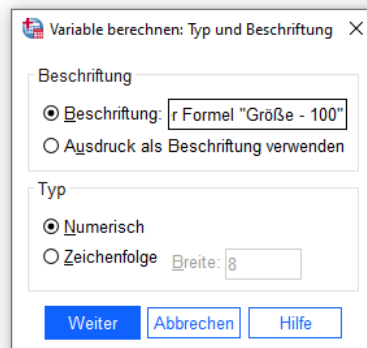 Variable berechnen: Typ und Beschriftung
Beschriftung
Beschriftung: r Formel "Größe - 100"
Ausdruck als Beschriftung verwenden
Typ
Numerisch
Zeichenfolge Breite: 8
Weiter Abbrechen Hilfe